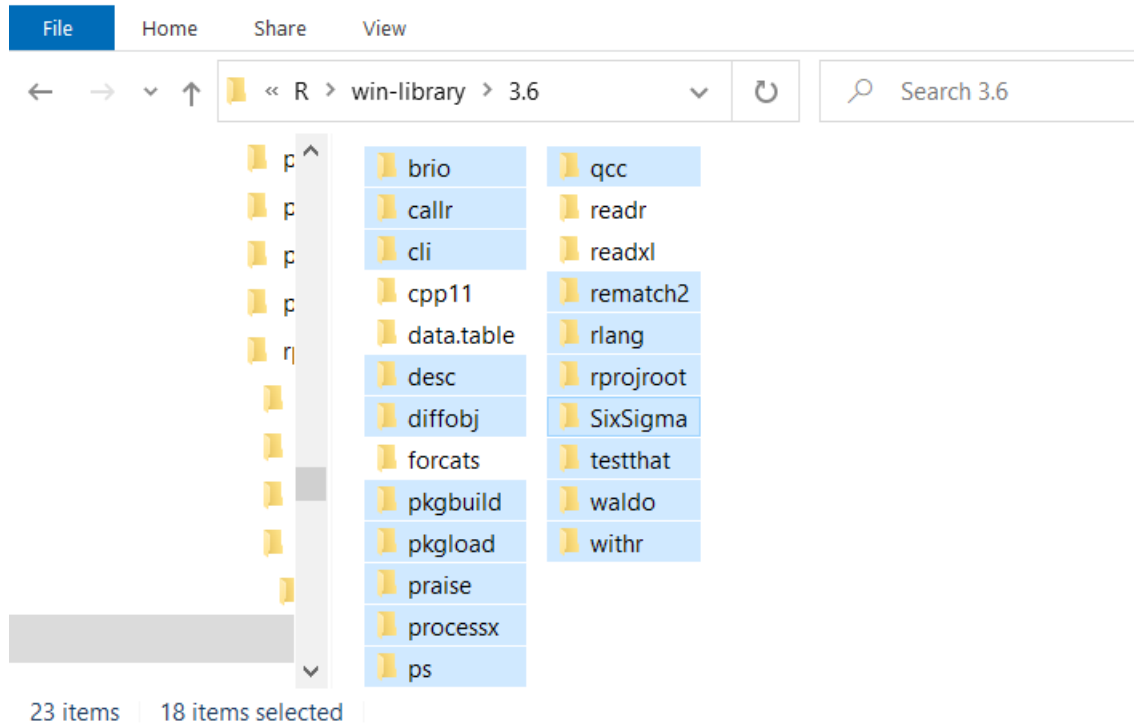 File Home Share View
« R > win-library > 3.6 Search 3.6
brio
callr
cli
cpp11
data.table
desc
diffobj
forcats
pkgbuild
pkgload
praise
processx
ps
qcc
readr
readxl
rematch2
rlang
rprojroot
SixSigma
testthat
waldo
withr
23 items 18 items selected